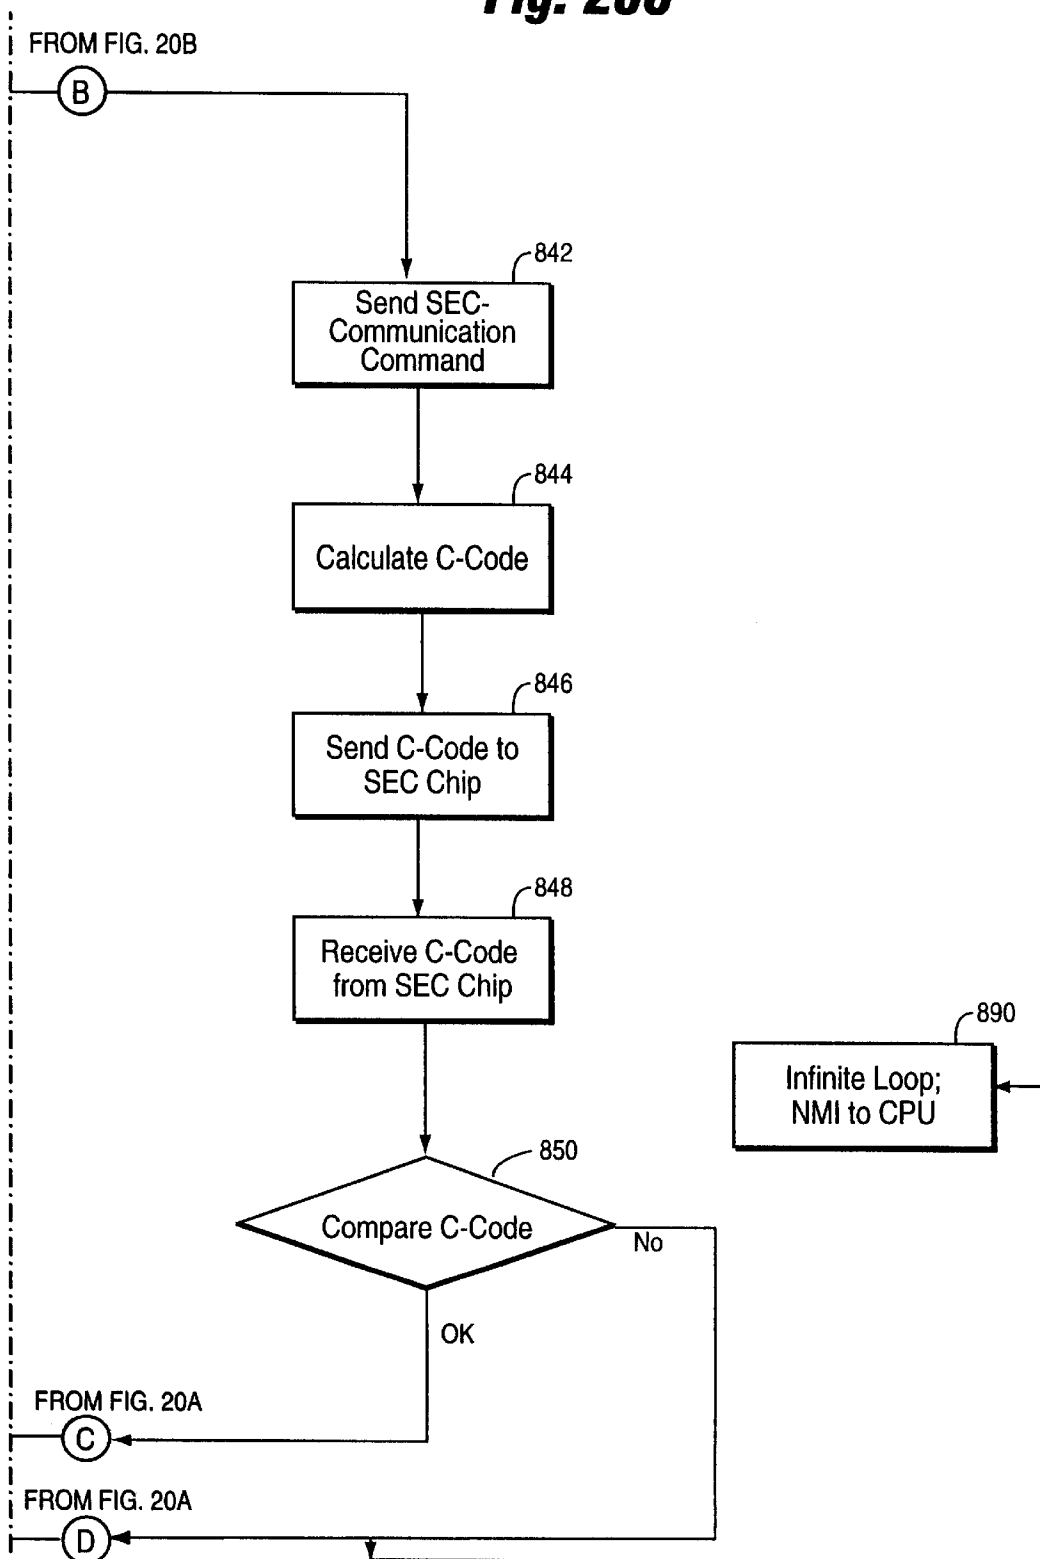 FROM FIG. 20B
B
842
Send SEC-
Communication
Command
844
Calculate C-Code
846
Send C-Code to
SEC Chip
848
Receive C-Code
from SEC Chip
890
Infinite Loop;
NMI to CPU
850
Compare C-Code
No
OK
FROM FIG. 20A
C
FROM FIG. 20A
D